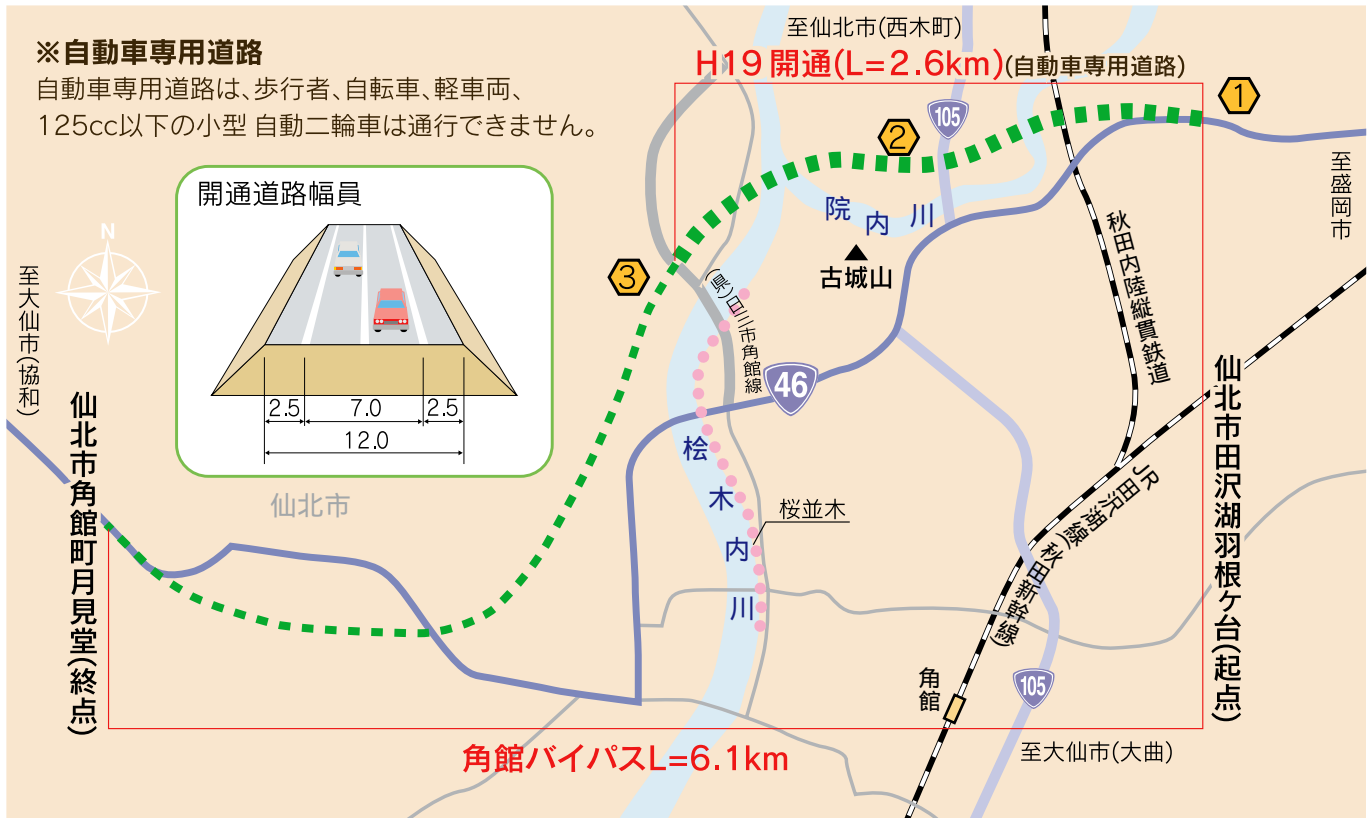 ※自動車専用道路
自動車専用道路は、歩行者、自転車、軽車両、
125cc以下の小型 自動二輪車は通行できません。
至仙北市(西木町)
H19 開通(L=2.6km)(自動車専用道路)
1
105
2
開通道路幅員
2.5
7.0
2.5
12.0
N
至大仙市(協和)
至盛岡市
院内川
古城山
3
(県)日三市角館線
秋田内陸縦貫鉄道
46
仙北市角館町月見堂(終点)
仙北市
桧木内川
桜並木
JR田沢湖線(秋田新幹線)
仙北市田沢湖羽根ヶ台(起点)
角館
105
角館バイパスL=6.1km
至大仙市(大曲)